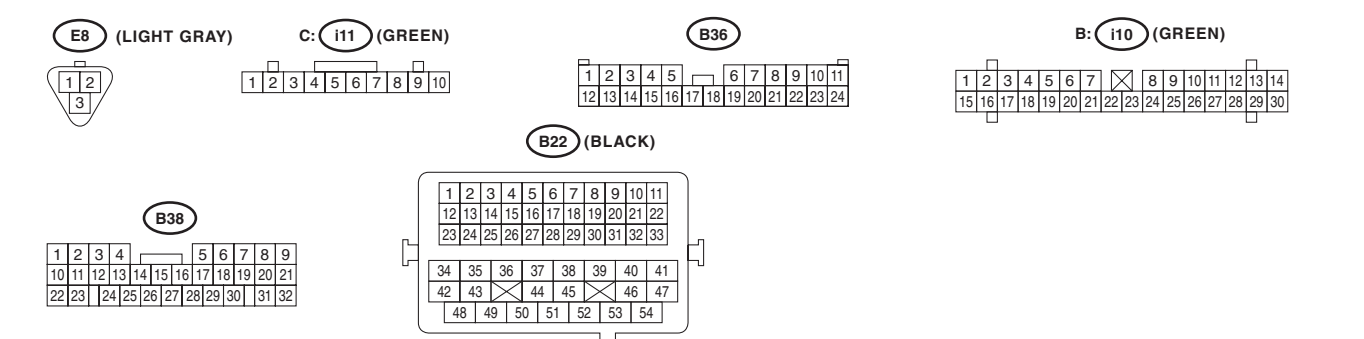 E8 (LIGHT GRAY)
1 2
3
C: i11 (GREEN)
1 2 3 4 5 6 7 8 9 10
B36
1 2 3 4 5 6 7 8 9 10 11
12 13 14 15 16 17 18 19 20 21 22 23 24
B: i10 (GREEN)
1 2 3 4 5 6 7 8 9 10 11 12 13 14
15 16 17 18 19 20 21 22 23 24 25 26 27 28 29 30
B38
1 2 3 4 5 6 7 8 9
10 11 12 13 14 15 16 17 18 19 20 21
22 23 24 25 26 27 28 29 30 31 32
B22 (BLACK)
1 2 3 4 5 6 7 8 9 10 11
12 13 14 15 16 17 18 19 20 21 22
23 24 25 26 27 28 29 30 31 32 33
34 35 36 37 38 39 40 41
42 43 44 45 46 47
48 49 50 51 52 53 54